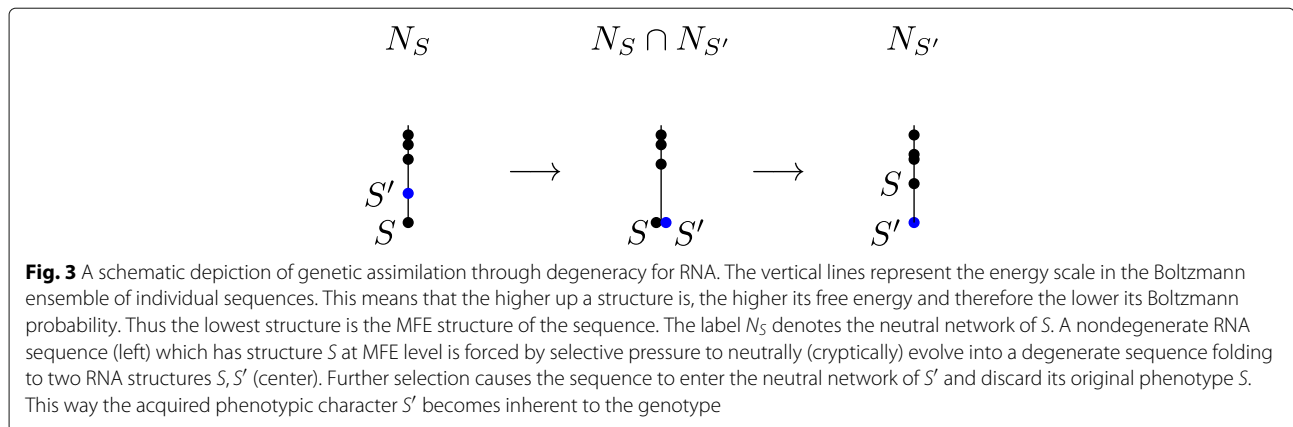 N_S N_S ∩ N_{S'} N_{S'}
S' S
S S S' S'
Fig. 3 A schematic depiction of genetic assimilation through degeneracy for RNA. The vertical lines represent the energy scale in the Boltzmann
ensemble of individual sequences. This means that the higher up a structure is, the higher its free energy and therefore the lower its Boltzmann
probability. Thus the lowest structure is the MFE structure of the sequence. The label N_S denotes the neutral network of S. A nondegenerate RNA
sequence (left) which has structure S at MFE level is forced by selective pressure to neutrally (cryptically) evolve into a degenerate sequence folding
to two RNA structures S, S' (center). Further selection causes the sequence to enter the neutral network of S' and discard its original phenotype S.
This way the acquired phenotypic character S' becomes inherent to the genotype